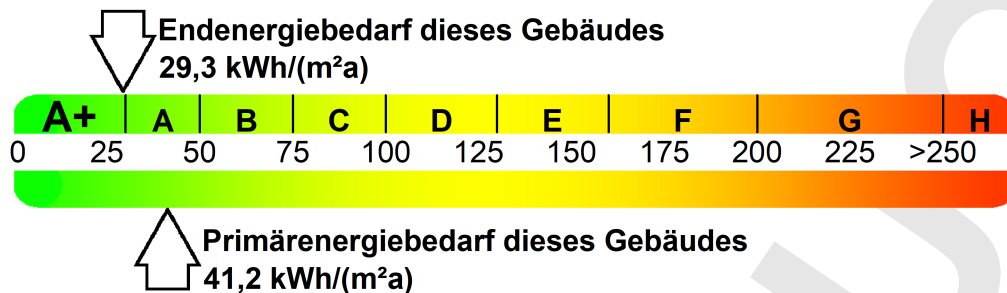 Endenergiebedarf dieses Gebäudes
29,3 kWh/(m²a)
A+ A B C D E F G H
0 25 50 75 100 125 150 175 200 225 >250
Primärenergiebedarf dieses Gebäudes
41,2 kWh/(m²a)